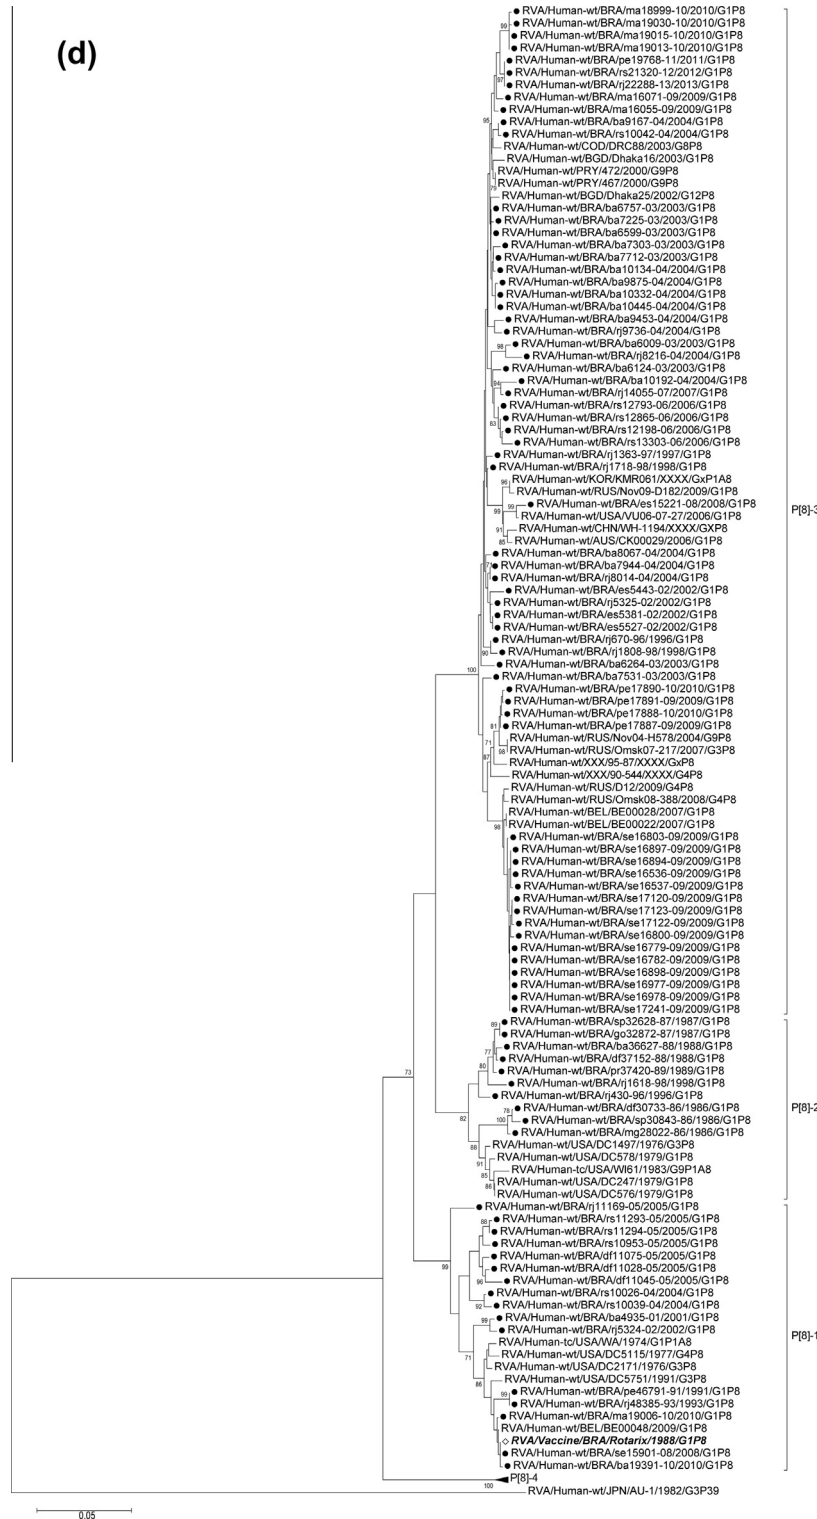 (d)
RVA/Human-wt/BRA/ma18999-10/2010/G1P8
99
RVA/Human-wt/BRA/ma19030-10/2010/G1P8
RVA/Human-wt/BRA/ma19015-10/2010/G1P8
RVA/Human-wt/BRA/ma19013-10/2010/G1P8
RVA/Human-wt/BRA/pe19768-11/2011/G1P8
RVA/Human-wt/BRA/rs21320-12/2012/G1P8
97
RVA/Human-wt/BRA/rj22288-13/2013/G1P8
RVA/Human-wt/BRA/ma16071-09/2009/G1P8
RVA/Human-wt/BRA/ma16055-09/2009/G1P8
95
RVA/Human-wt/BRA/ba9167-04/2004/G1P8
RVA/Human-wt/BRA/rs10042-04/2004/G1P8
RVA/Human-wt/COD/DRC88/2003/G8P8
RVA/Human-wt/BGD/Dhaka16/2003/G1P8
RVA/Human-wt/PRY/472/2000/G9P8
RVA/Human-wt/PRY/467/2000/G9P8
79
RVA/Human-wt/BGD/Dhaka25/2002/G12P8
RVA/Human-wt/BRA/ba6757-03/2003/G1P8
RVA/Human-wt/BRA/ba7225-03/2003/G1P8
RVA/Human-wt/BRA/ba6599-03/2003/G1P8
RVA/Human-wt/BRA/ba7303-03/2003/G1P8
RVA/Human-wt/BRA/ba7712-03/2003/G1P8
RVA/Human-wt/BRA/ba10134-04/2004/G1P8
RVA/Human-wt/BRA/ba9875-04/2004/G1P8
RVA/Human-wt/BRA/ba10332-04/2004/G1P8
RVA/Human-wt/BRA/ba10445-04/2004/G1P8
RVA/Human-wt/BRA/ba9453-04/2004/G1P8
RVA/Human-wt/BRA/rj9736-04/2004/G1P8
98
RVA/Human-wt/BRA/ba6009-03/2003/G1P8
RVA/Human-wt/BRA/rj8216-04/2004/G1P8
RVA/Human-wt/BRA/ba6124-03/2003/G1P8
94
RVA/Human-wt/BRA/ba10192-04/2004/G1P8
RVA/Human-wt/BRA/rj14055-07/2007/G1P8
RVA/Human-wt/BRA/rs12793-06/2006/G1P8
RVA/Human-wt/BRA/rs12865-06/2006/G1P8
83
RVA/Human-wt/BRA/rs12198-06/2006/G1P8
RVA/Human-wt/BRA/rs13303-06/2006/G1P8
RVA/Human-wt/BRA/rj1363-97/1997/G1P8
RVA/Human-wt/BRA/rj1718-98/1998/G1P8
96
RVA/Human-wt/KOR/KMR061/XXXX/GxP1A8
RVA/Human-wt/RUS/Nov09-D182/2009/G1P8
99
99
RVA/Human-wt/BRA/es15221-08/2008/G1P8
P[8]-3
RVA/Human-wt/USA/VU06-07-27/2006/G1P8
91
RVA/Human-wt/CHN/WH-1194/XXXX/GXP8
85
RVA/Human-wt/AUS/CK00029/2006/G1P8
RVA/Human-wt/BRA/ba8067-04/2004/G1P8
71
RVA/Human-wt/BRA/ba7944-04/2004/G1P8
RVA/Human-wt/BRA/rj8014-04/2004/G1P8
RVA/Human-wt/BRA/es5443-02/2002/G1P8
RVA/Human-wt/BRA/rj5325-02/2002/G1P8
RVA/Human-wt/BRA/es5381-02/2002/G1P8
RVA/Human-wt/BRA/es5527-02/2002/G1P8
RVA/Human-wt/BRA/rj670-96/1996/G1P8
90
RVA/Human-wt/BRA/rj1808-98/1998/G1P8
RVA/Human-wt/BRA/ba6264-03/2003/G1P8
100
RVA/Human-wt/BRA/ba7531-03/2003/G1P8
RVA/Human-wt/BRA/pe17890-10/2010/G1P8
RVA/Human-wt/BRA/pe17891-09/2009/G1P8
RVA/Human-wt/BRA/pe17888-10/2010/G1P8
81
RVA/Human-wt/BRA/pe17887-09/2009/G1P8
71
RVA/Human-wt/RUS/Nov04-H578/2004/G9P8
98
RVA/Human-wt/RUS/Omsk07-217/2007/G3P8
87
RVA/Human-wt/XXX/95-87/XXXX/GxP8
RVA/Human-wt/XXX/90-544/XXXX/G4P8
RVA/Human-wt/RUS/D12/2009/G4P8
RVA/Human-wt/RUS/Omsk08-388/2008/G4P8
RVA/Human-wt/BEL/BE00028/2007/G1P8
98
RVA/Human-wt/BEL/BE00022/2007/G1P8
RVA/Human-wt/BRA/se16803-09/2009/G1P8
RVA/Human-wt/BRA/se16897-09/2009/G1P8
RVA/Human-wt/BRA/se16894-09/2009/G1P8
RVA/Human-wt/BRA/se16536-09/2009/G1P8
RVA/Human-wt/BRA/se16537-09/2009/G1P8
RVA/Human-wt/BRA/se17120-09/2009/G1P8
RVA/Human-wt/BRA/se17123-09/2009/G1P8
RVA/Human-wt/BRA/se17122-09/2009/G1P8
RVA/Human-wt/BRA/se16800-09/2009/G1P8
RVA/Human-wt/BRA/se16779-09/2009/G1P8
RVA/Human-wt/BRA/se16782-09/2009/G1P8
RVA/Human-wt/BRA/se16898-09/2009/G1P8
RVA/Human-wt/BRA/se16977-09/2009/G1P8
RVA/Human-wt/BRA/se16978-09/2009/G1P8
RVA/Human-wt/BRA/se17241-09/2009/G1P8
89
RVA/Human-wt/BRA/sp32628-87/1987/G1P8
RVA/Human-wt/BRA/go32872-87/1987/G1P8
77
RVA/Human-wt/BRA/ba36627-88/1988/G1P8
RVA/Human-wt/BRA/df37152-88/1988/G1P8
80
RVA/Human-wt/BRA/pr37420-89/1989/G1P8
73
RVA/Human-wt/BRA/rj1618-98/1998/G1P8
RVA/Human-wt/BRA/rj430-96/1996/G1P8
78
RVA/Human-wt/BRA/df30733-86/1986/G1P8
P[8]-2
82
100
RVA/Human-wt/BRA/sp30843-86/1986/G1P8
RVA/Human-wt/BRA/mg28022-86/1986/G1P8
88
RVA/Human-wt/USA/DC1497/1976/G3P8
RVA/Human-wt/USA/DC578/1979/G1P8
91
RVA/Human-tc/USA/WI61/1983/G9P1A8
85
RVA/Human-wt/USA/DC247/1979/G1P8
86
RVA/Human-wt/USA/DC576/1979/G1P8
RVA/Human-wt/BRA/rj11169-05/2005/G1P8
88
RVA/Human-wt/BRA/rs11293-05/2005/G1P8
RVA/Human-wt/BRA/rs11294-05/2005/G1P8
RVA/Human-wt/BRA/rs10953-05/2005/G1P8
RVA/Human-wt/BRA/df11075-05/2005/G1P8
99
RVA/Human-wt/BRA/df11028-05/2005/G1P8
96
RVA/Human-wt/BRA/df11045-05/2005/G1P8
RVA/Human-wt/BRA/rs10026-04/2004/G1P8
92
RVA/Human-wt/BRA/rs10039-04/2004/G1P8
99
RVA/Human-wt/BRA/ba4935-01/2001/G1P8
RVA/Human-wt/BRA/rj5324-02/2002/G1P8
P[8]-1
RVA/Human-tc/USA/WA/1974/G1P1A8
71
RVA/Human-wt/USA/DC5115/1977/G4P8
RVA/Human-wt/USA/DC2171/1976/G3P8
86
RVA/Human-wt/USA/DC5751/1991/G3P8
99
RVA/Human-wt/BRA/pe46791-91/1991/G1P8
RVA/Human-wt/BRA/rj48385-93/1993/G1P8
RVA/Human-wt/BRA/ma19006-10/2010/G1P8
RVA/Human-wt/BEL/BE00048/2009/G1P8
RVA/Vaccine/BRA/Rotarix/1988/G1P8
RVA/Human-wt/BRA/se15901-08/2008/G1P8
RVA/Human-wt/BRA/ba19391-10/2010/G1P8
P[8]-4
100
RVA/Human-wt/JPN/AU-1/1982/G3P39
0.05